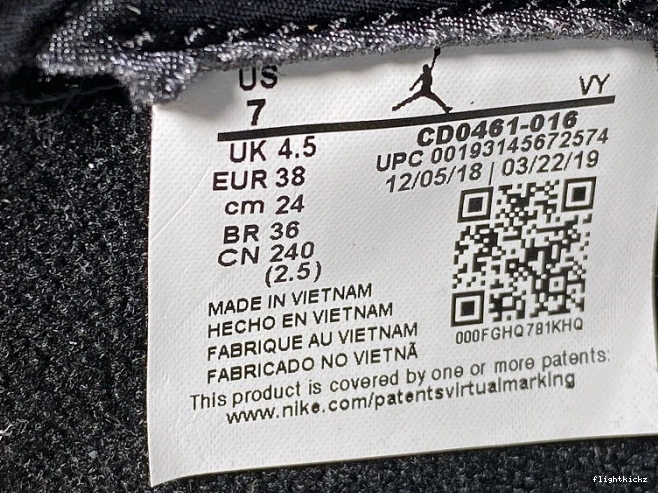 US
7
VY
CD0461-016
UPC 00193145672574
12/05/18 | 03/22/19
UK 4.5
EUR 38
cm 24
BR 36
CN 240
(2.5)
000FGHQ781KHQ
MADE IN VIETNAM
HECHO EN VIETNAM
FABRIQUE AU VIETNAM
FABRICADO NO VIETNÃ
This product is covered by one or more patents:
www.nike.com/patentsvirtualmarking
flightkickz